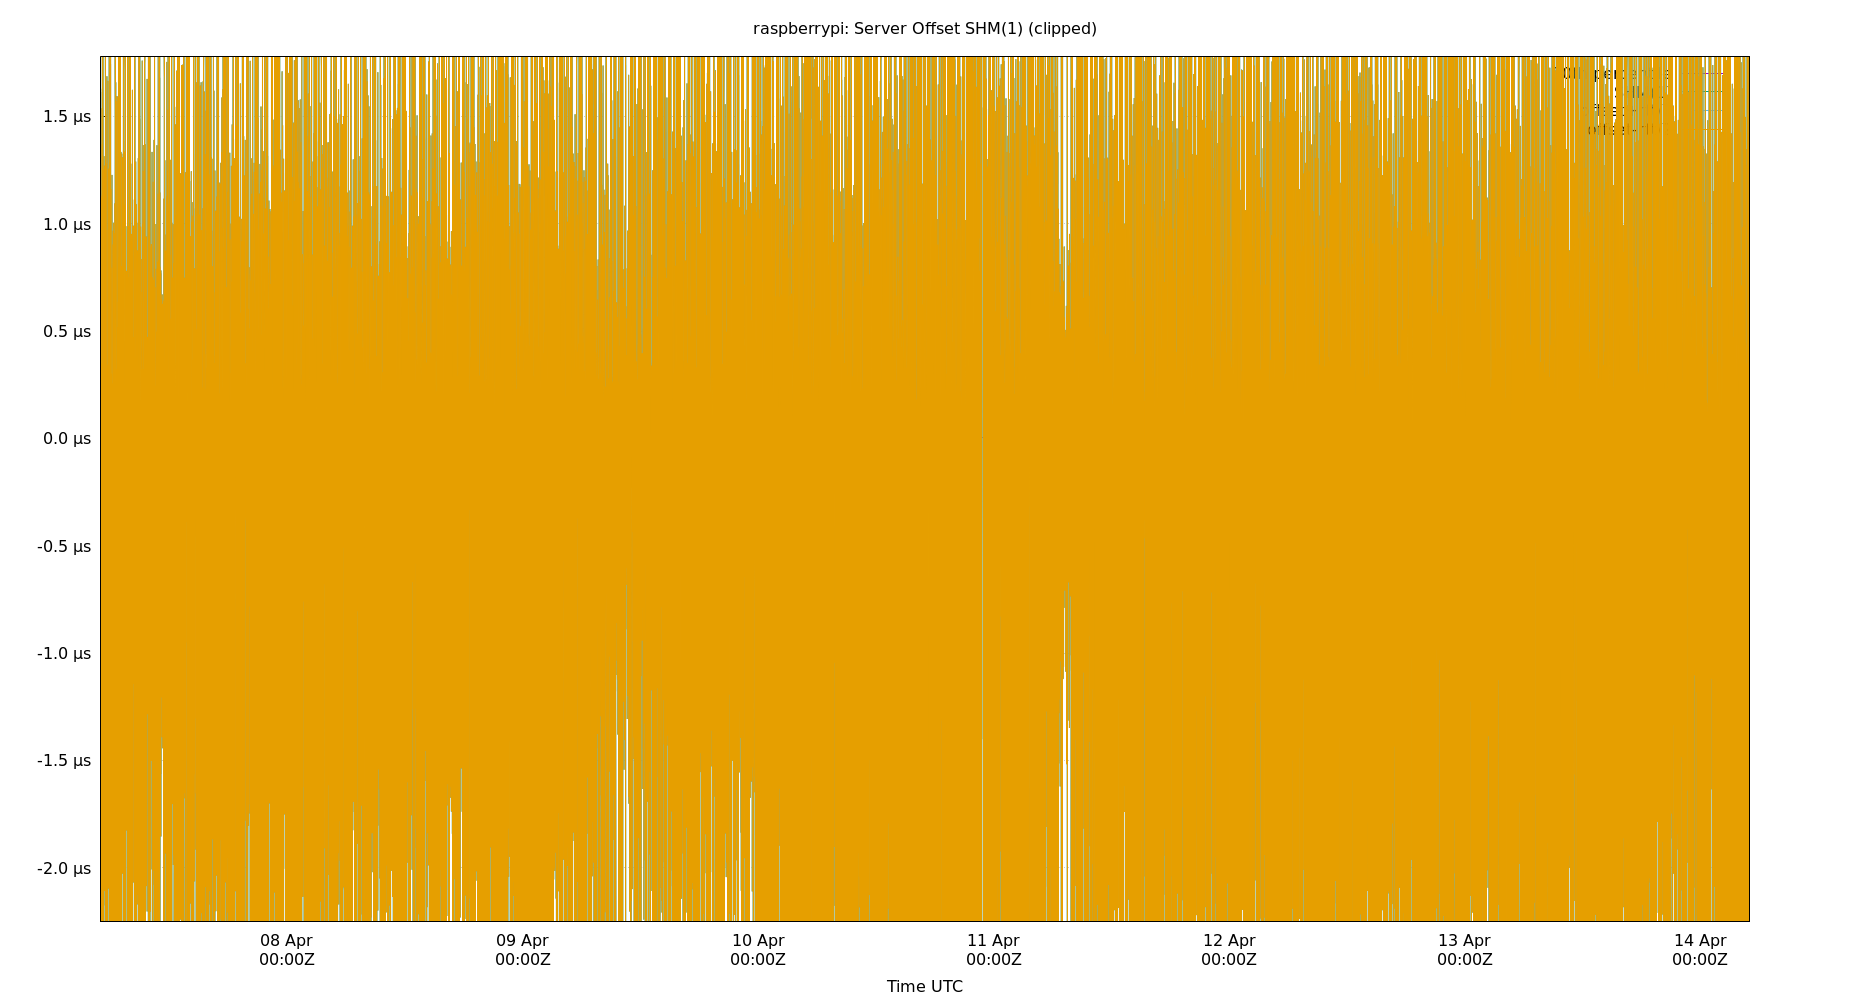 raspberrypi: Server Offset SHM(1) (clipped)
1.5 µs
1.0 µs
0.5 µs
0.0 µs
-0.5 µs
-1.0 µs
-1.5 µs
-2.0 µs
08 Apr 09 Apr 10 Apr 11 Apr 12 Apr 13 Apr 14 Apr
00:00Z 00:00Z 00:00Z 00:00Z 00:00Z 00:00Z 00:00Z
Time UTC